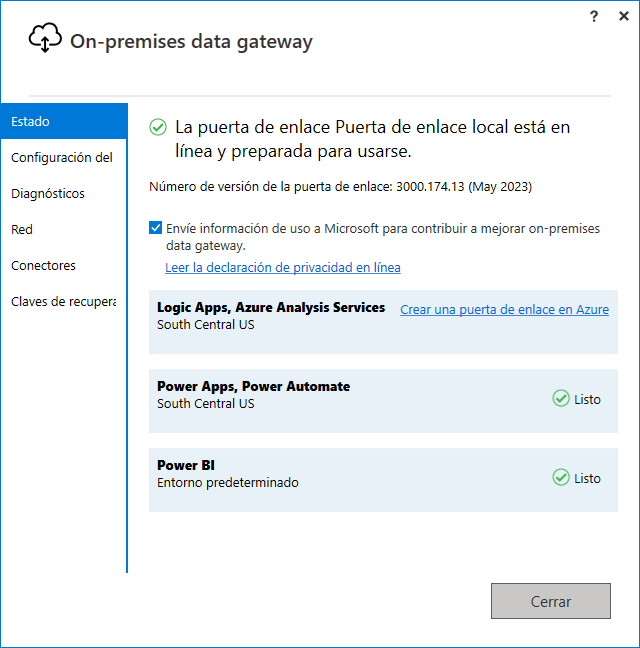 ? ×
On-premises data gateway
Estado
Configuración del
Diagnósticos
Red
Conectores
Claves de recupera
La puerta de enlace Puerta de enlace local está en
línea y preparada para usarse.
Número de versión de la puerta de enlace: 3000.174.13 (May 2023)
Envíe información de uso a Microsoft para contribuir a mejorar on-premises
data gateway.
Leer la declaración de privacidad en línea
Logic Apps, Azure Analysis Services
South Central US
Crear una puerta de enlace en Azure
Power Apps, Power Automate
South Central US
Listo
Power BI
Entorno predeterminado
Listo
Cerrar